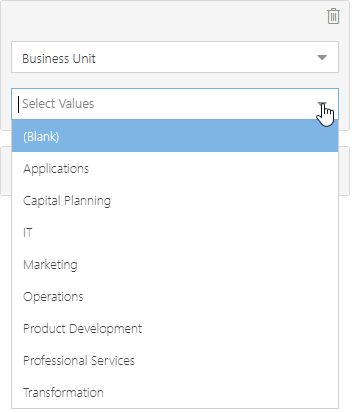 Business Unit
Select Values
(Blank)
Applications
Capital Planning
IT
Marketing
Operations
Product Development
Professional Services
Transformation